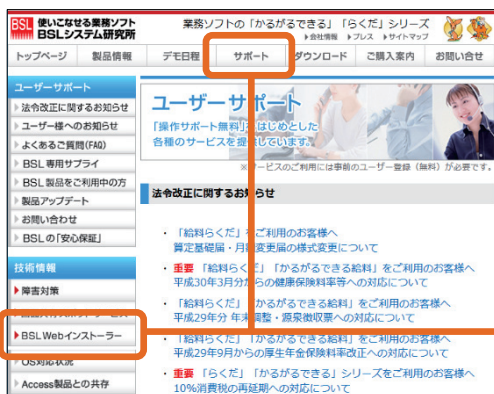 BSL 使いこなせる業務ソフト
BSLシステム研究所
業務ソフトの「かるがるできる」「らくだ」シリーズ
会社情報 プレス サイトマップ
トップページ 製品情報 デモ日程 サポート ダウンロード ご購入案内 お問い合せ
ユーザーサポート
法令改正に関するお知らせ
ユーザー様へのお知らせ
よくあるご質問(FAQ)
BSL専用サプライ
BSL製品をご利用中の方
製品アップデート
お問い合わせ
BSLの「安心保証」
技術情報
障害対策
BSL Webインストーラー
OS対応状況
Access製品との共存
ユーザーサポート
「操作サポート無料」をはじめとした
各種のサービスを提供しています。
※サービスのご利用には事前のユーザー登録(無料)が必要です。
法令改正に関するお知らせ
・「給料らくだ」をご利用のお客様へ
算定基礎届・月額変更届の様式変更について
・重要「給料らくだ」「かるがるできる給料」をご利用のお客様へ
平成30年3月分からの健康保険料率等への対応について
・「給料らくだ」「かるがるできる給料」をご利用のお客様へ
平成29年分 年末調整・源泉徴収票への対応について
・「給料らくだ」「かるがるできる給料」をご利用のお客様へ
平成29年9月からの厚生年金保険料率改正への対応について
・重要「らくだ」「かるがるできる」シリーズをご利用のお客様へ
10%消費税の再延期への対応について